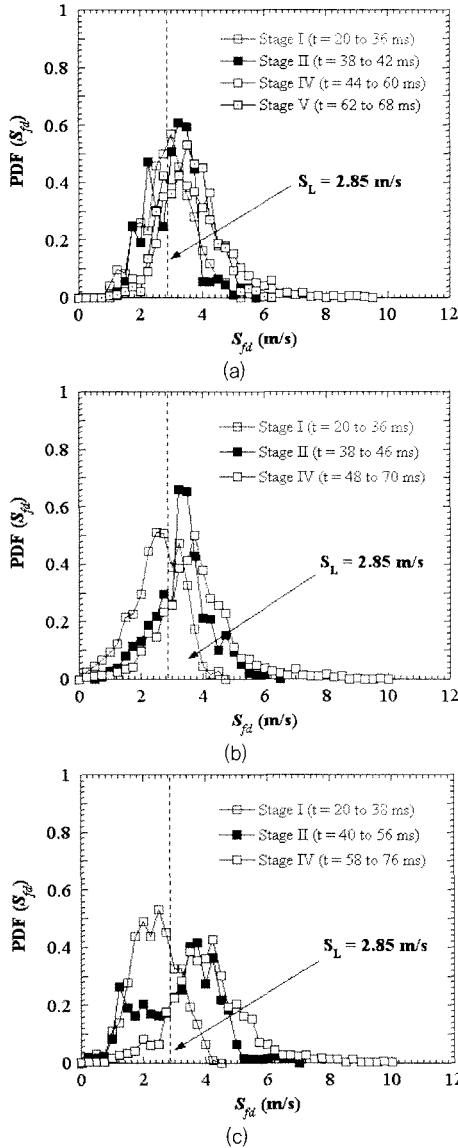 1
Stage I (t = 20 to 36 ms)
Stage II (t = 38 to 42 ms)
Stage IV (t = 44 to 60 ms)
Stage V (t = 62 to 68 ms)
0.8
0.6
0.4
0.2
0
PDF (S_fd)
S_L = 2.85 m/s
0 2 4 6 8 10 12
S_fd (m/s)
(a)
1
Stage I (t = 20 to 36 ms)
Stage II (t = 38 to 46 ms)
Stage IV (t = 48 to 70 ms)
0.8
0.6
0.4
0.2
0
PDF (S_fd)
S_L = 2.85 m/s
0 2 4 6 8 10 12
S_fd (m/s)
(b)
1
Stage I (t = 20 to 38 ms)
Stage II (t = 40 to 56 ms)
Stage IV (t = 58 to 76 ms)
0.8
0.6
0.4
0.2
0
PDF (S_fd)
S_L = 2.85 m/s
0 2 4 6 8 10 12
S_fd (m/s)
(c)